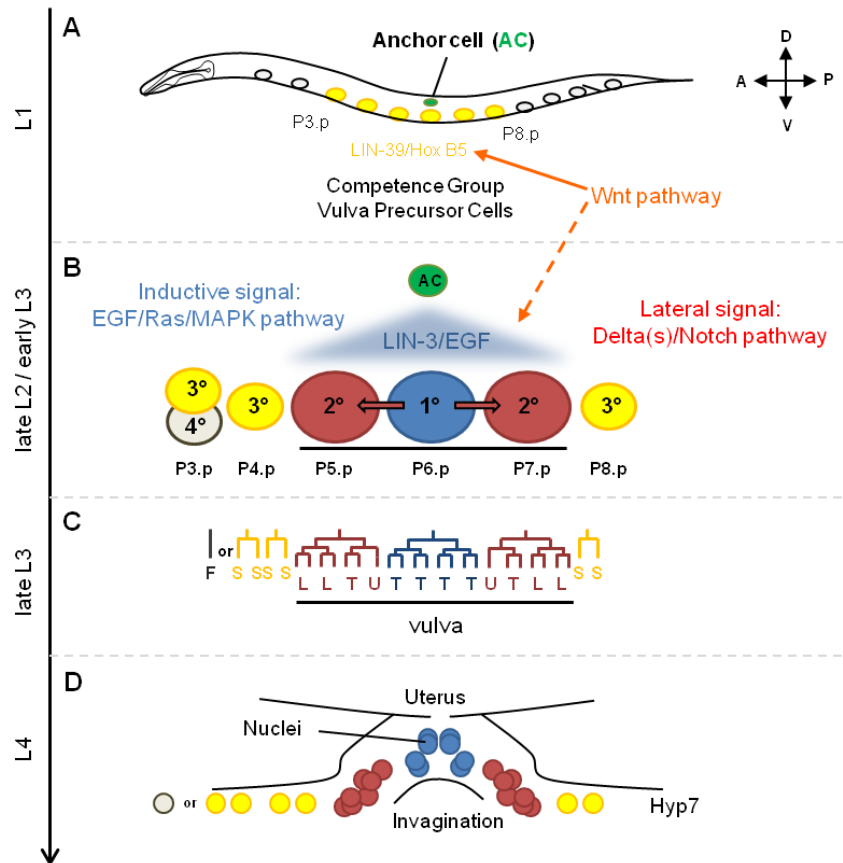 A
Anchor cell (AC)
D
A P
V
L1
P3.p
P8.p
LIN-39/Hox B5
Competence Group
Vulva Precursor Cells
Wnt pathway
B
late L2 / early L3
Inductive signal:
EGF/Ras/MAPK pathway
AC
LIN-3/EGF
Lateral signal:
Delta(s)/Notch pathway
3° 4° 3° 2° 1° 2° 3°
P3.p P4.p P5.p P6.p P7.p P8.p
C
late L3
or
F S S S S L L T U T T T T U T L L S S
vulva
D
L4
Uterus
Nuclei
or
Invagination
Hyp7